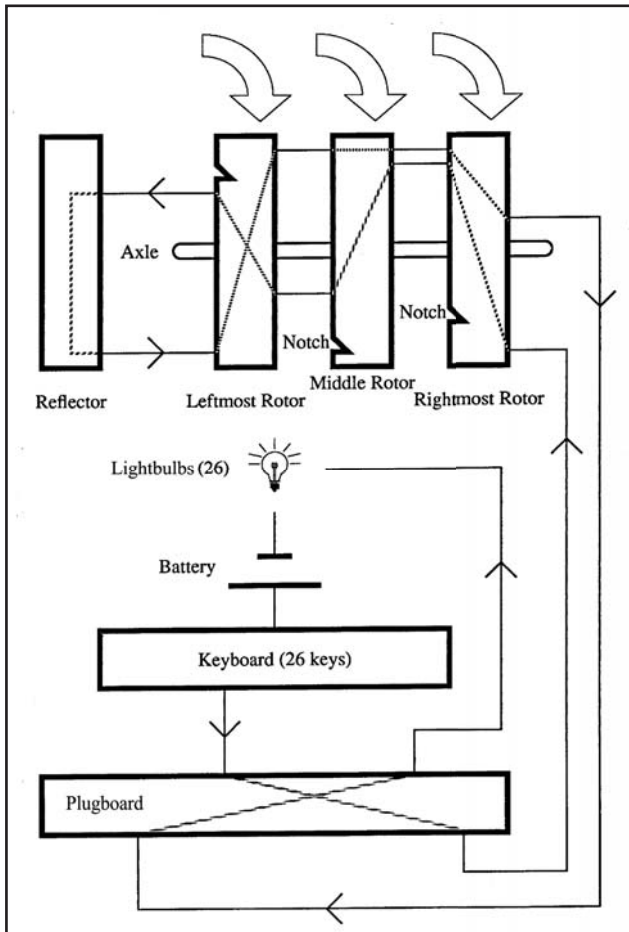 Axle
Notch
Notch
Middle Rotor
Reflector
Leftmost Rotor
Rightmost Rotor
Lightbulbs (26)
Battery
Keyboard (26 keys)
Plugboard